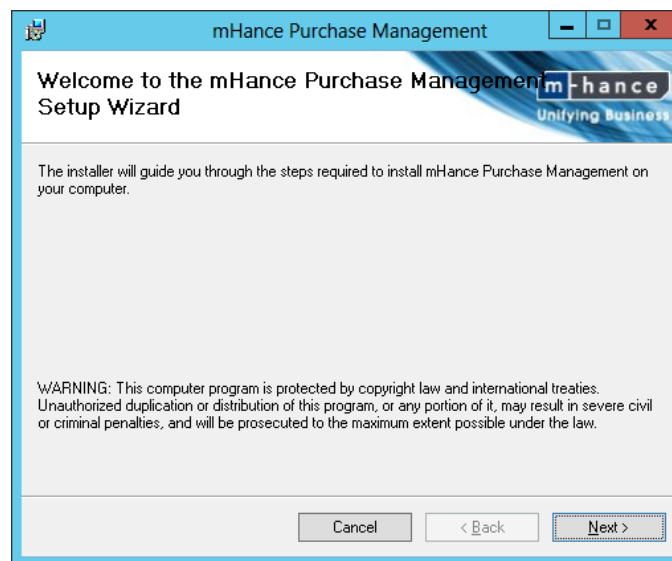 mHance Purchase Management
Welcome to the mHance Purchase Management
Setup Wizard
m-hance
Unifying Business
The installer will guide you through the steps required to install mHance Purchase Management on
your computer.
WARNING: This computer program is protected by copyright law and international treaties.
Unauthorized duplication or distribution of this program, or any portion of it, may result in severe civil
or criminal penalties, and will be prosecuted to the maximum extent possible under the law.
Cancel < Back Next >